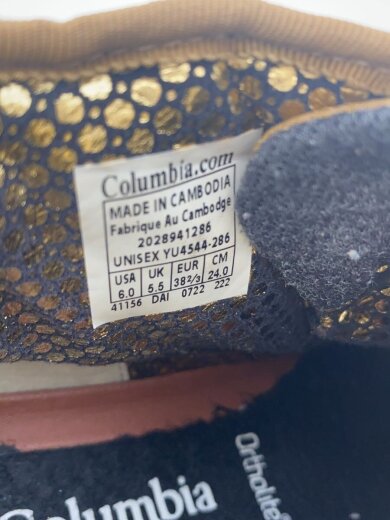 Columbia.com
MADE IN CAMBODIA
Fabrique Au Cambodge
2028941286
UNISEX YU4544-286
USA UK EUR CM
6.0 5.5 38 2/3 24.0
41156 DAI 0722 222
Columbia
Ortholite